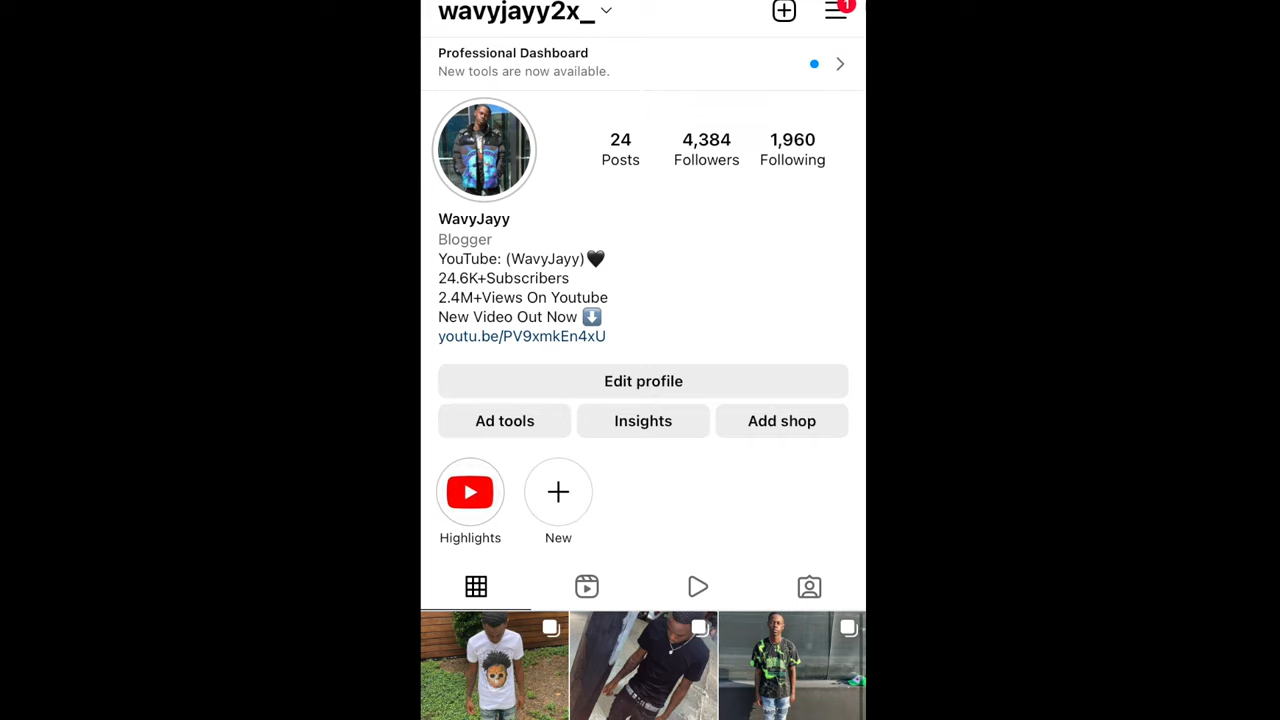 wavyjayy2x_
1
Professional Dashboard
New tools are now available.
24 4,384 1,960
Posts Followers Following
WavyJayy
Blogger
YouTube: (WavyJayy)🖤
24.6K+Subscribers
2.4M+Views On Youtube
New Video Out Now ⬇️
youtu.be/PV9xmkEn4xU
Edit profile
Ad tools Insights Add shop
Highlights New